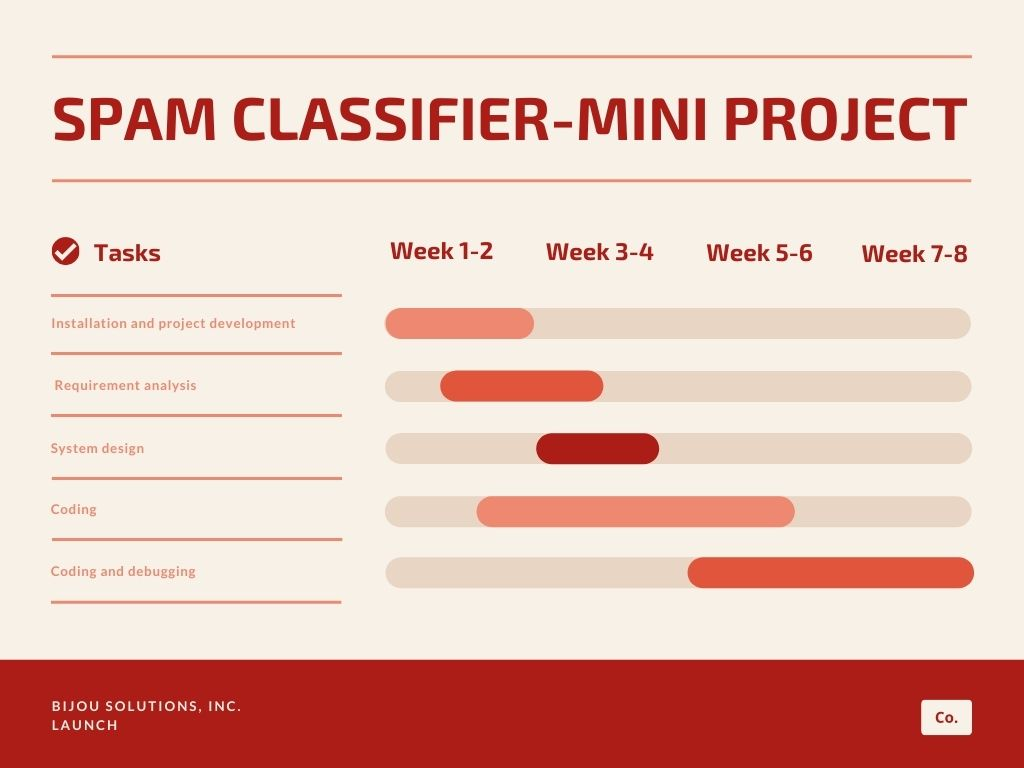 SPAM CLASSIFIER-MINI PROJECT
Tasks
Week 1-2
Week 3-4
Week 5-6
Week 7-8
Installation and project development
Requirement analysis
System design
Coding
Coding and debugging
BIJOU SOLUTIONS, INC.
LAUNCH
Co.